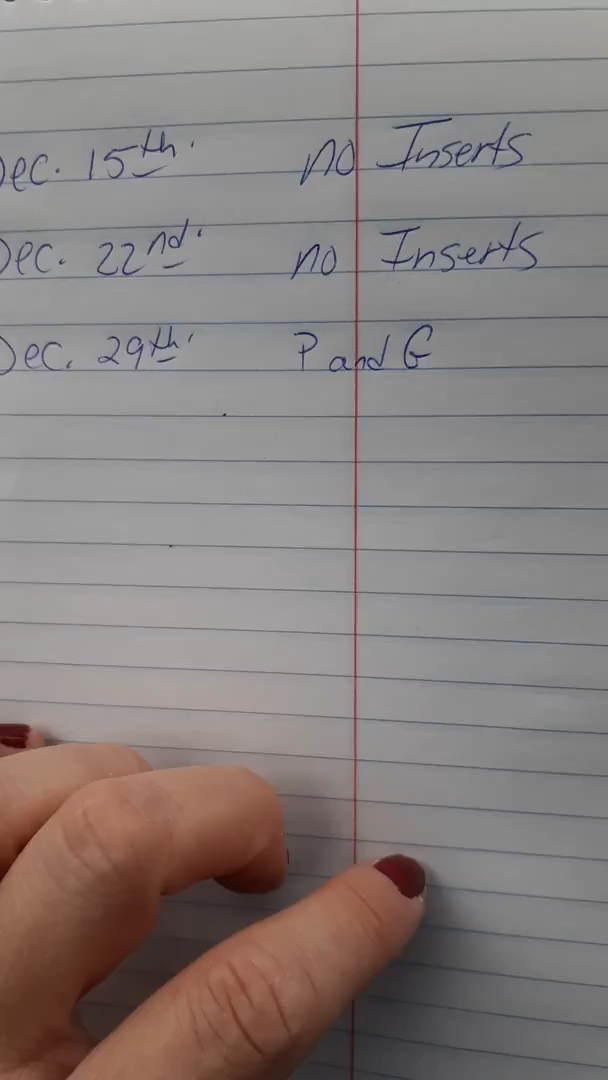 Dec. 15th. no Inserts
Dec. 22nd. no Inserts
Dec. 29th. P and G